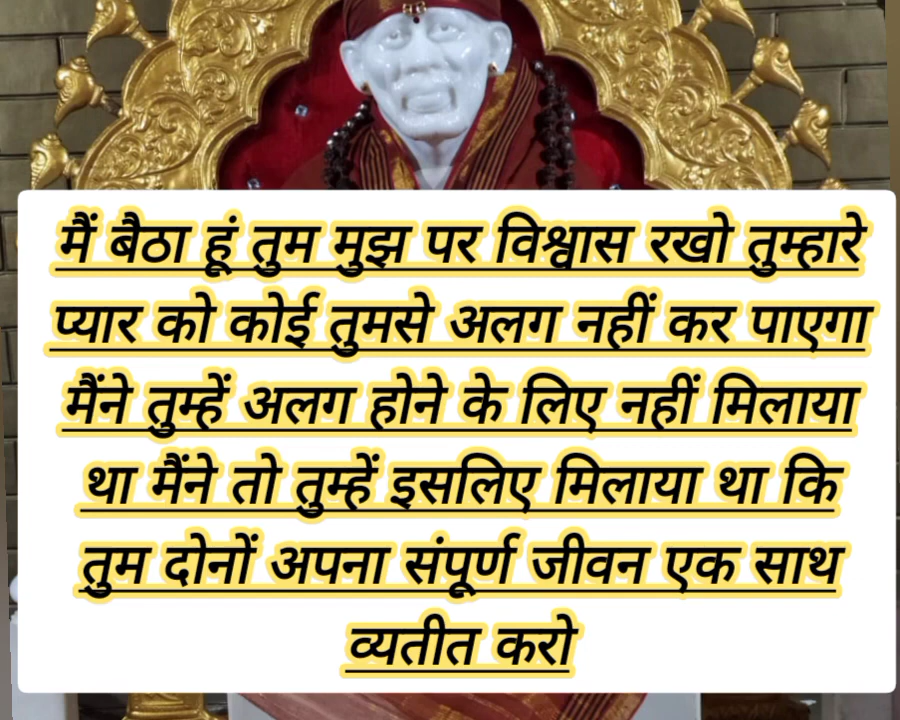 मैं बैठा हूं तुम मुझ पर विश्वास रखो तुम्हारे
प्यार को कोई तुमसे अलग नहीं कर पाएगा
मैंने तुम्हें अलग होने के लिए नहीं मिलाया
था मैंने तो तुम्हें इसलिए मिलाया था कि
तुम दोनों अपना संपूर्ण जीवन एक साथ
व्यतीत करो